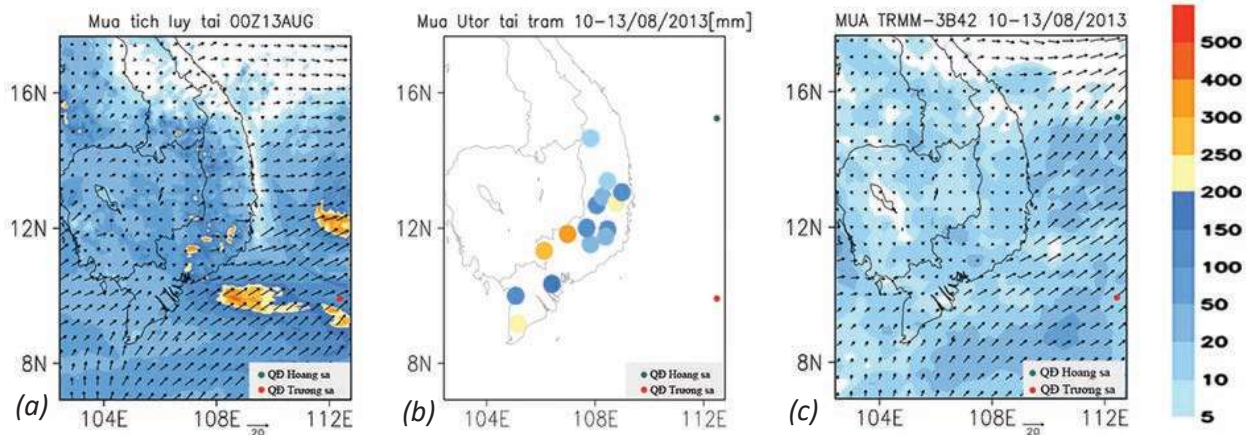 Mua tich luy tai 00Z13AUG
16N
12N
8N
104E
108E
112E
20
QĐ Hoang sa
QĐ Trương sa
(a)
Mua Utor tai tram 10-13/08/2013[mm]
16N
12N
8N
104E
108E
112E
QĐ Hoang sa
QĐ Trương sa
(b)
MUA TRMM-3B42 10-13/08/2013
16N
12N
8N
104E
108E
112E
20
QĐ Hoang sa
QĐ Trương sa
(c)
500
400
300
250
200
150
100
50
20
10
5